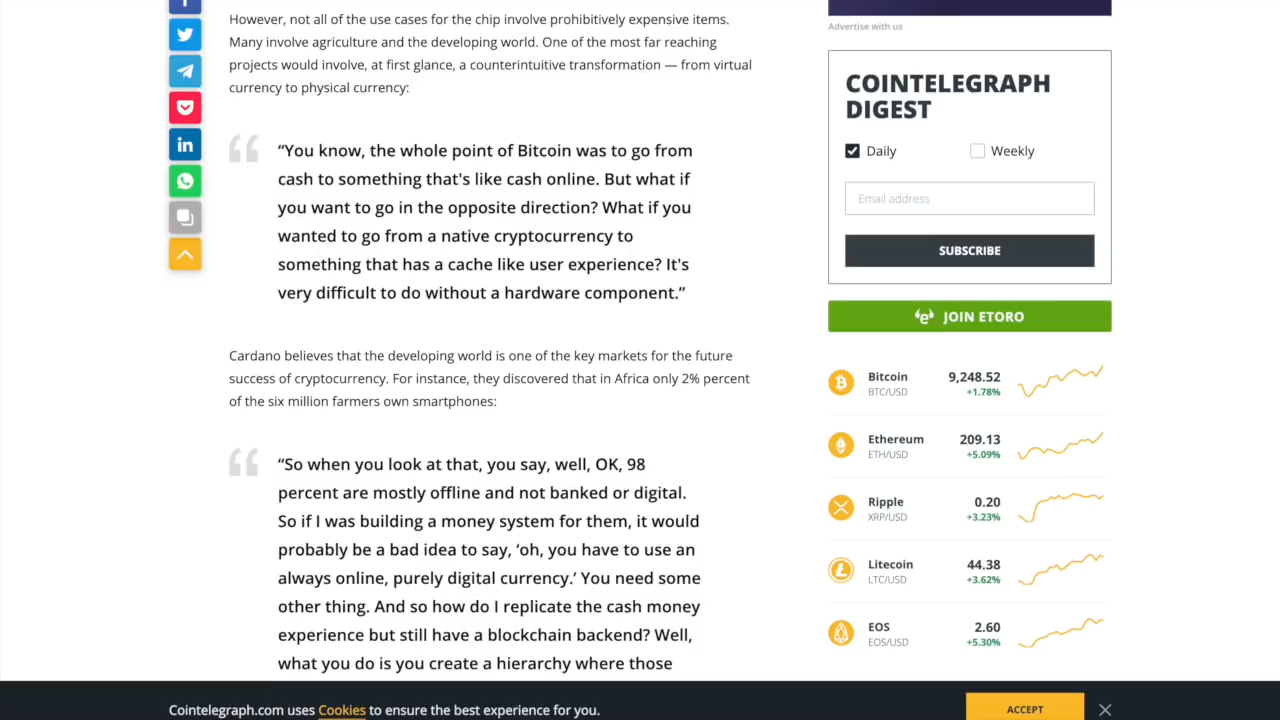 However, not all of the use cases for the chip involve prohibitively expensive items.
Many involve agriculture and the developing world. One of the most far reaching
projects would involve, at first glance, a counterintuitive transformation — from virtual
currency to physical currency:
“You know, the whole point of Bitcoin was to go from
cash to something that's like cash online. But what if
you want to go in the opposite direction? What if you
wanted to go from a native cryptocurrency to
something that has a cache like user experience? It's
very difficult to do without a hardware component.”
Cardano believes that the developing world is one of the key markets for the future
success of cryptocurrency. For instance, they discovered that in Africa only 2% percent
of the six million farmers own smartphones:
“So when you look at that, you say, well, OK, 98
percent are mostly offline and not banked or digital.
So if I was building a money system for them, it would
probably be a bad idea to say, ‘oh, you have to use an
always online, purely digital currency.’ You need some
other thing. And so how do I replicate the cash money
experience but still have a blockchain backend? Well,
what you do is you create a hierarchy where those
Advertise with us
COINTELEGRAPH
DIGEST
Daily
Weekly
Email address
SUBSCRIBE
JOIN ETORO
Bitcoin 9,248.52
BTC/USD +1.78%
Ethereum 209.13
ETH/USD +5.09%
Ripple 0.20
XRP/USD +3.23%
Litecoin 44.38
LTC/USD +3.62%
EOS 2.60
EOS/USD +5.30%
Cointelegraph.com uses Cookies to ensure the best experience for you.
ACCEPT